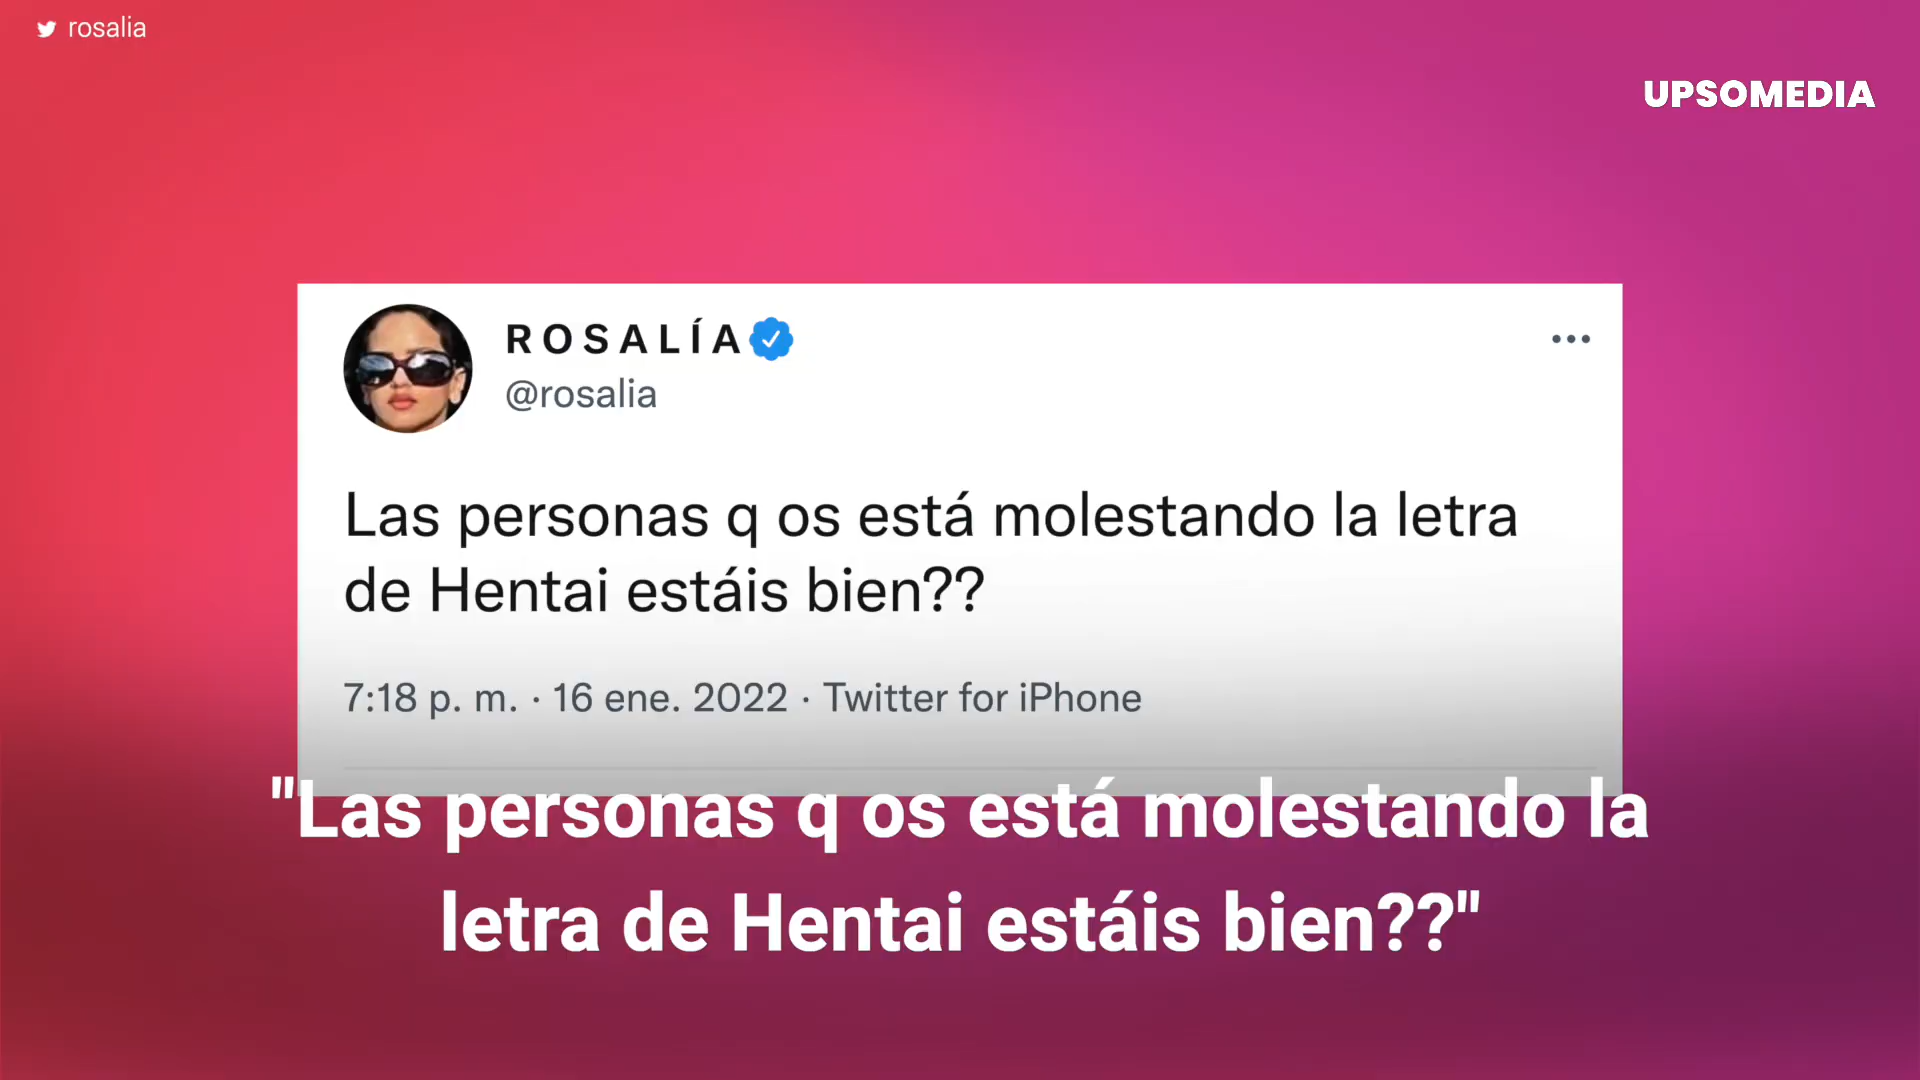 rosalia
UPSOMEDIA
ROSALÍA
@rosalia
Las personas q os está molestando la letra
de Hentai estáis bien??
7:18 p. m. · 16 ene. 2022 · Twitter for iPhone
"Las personas q os está molestando la
letra de Hentai estáis bien??"